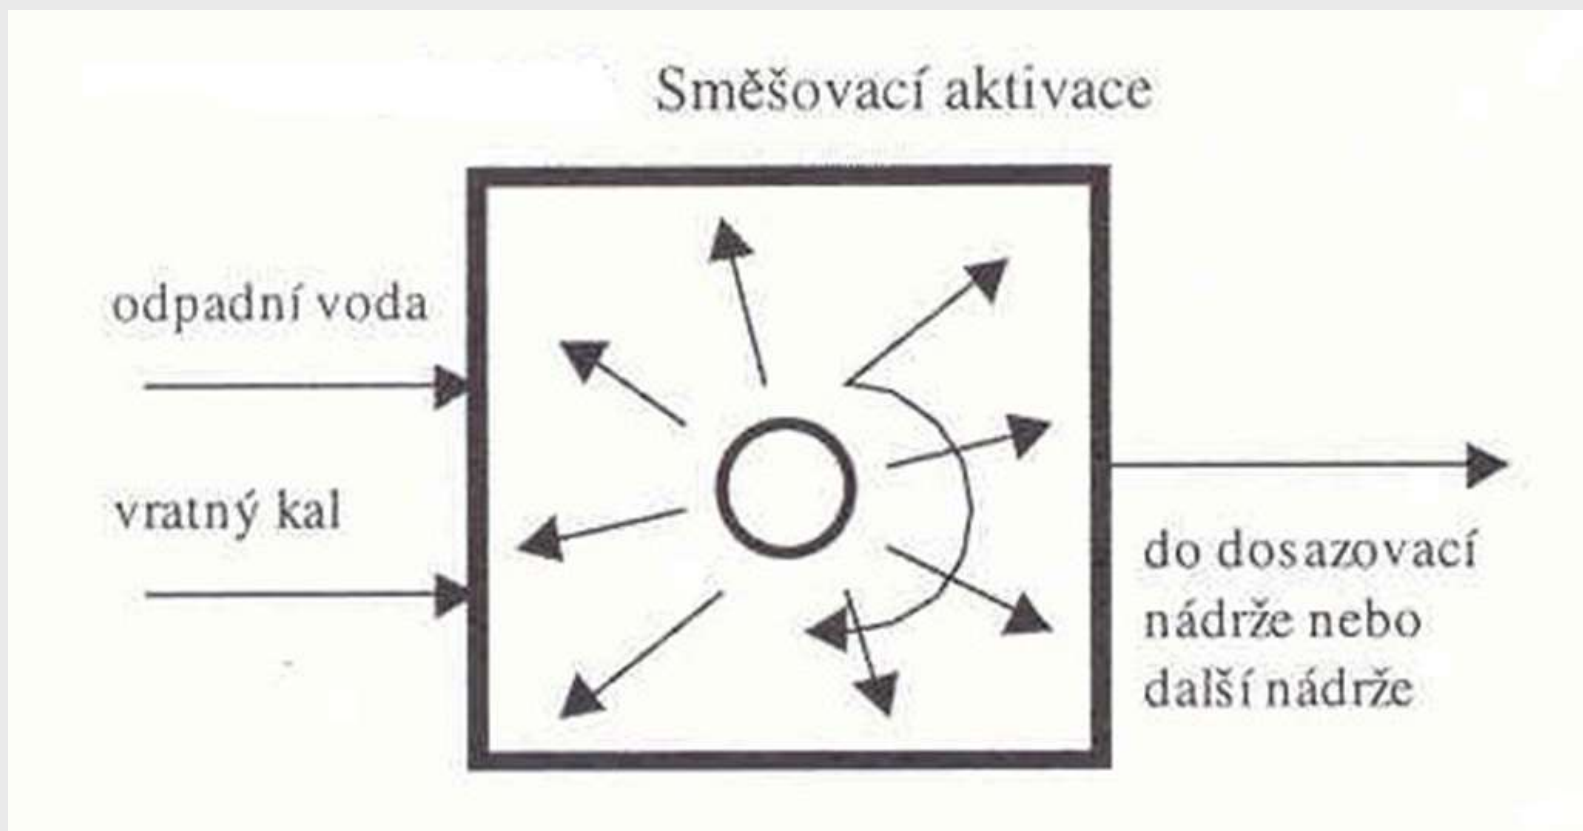 Směšovací aktivace
odpadní voda
vratný kal
do dosazovací
nádrže nebo
další nádrže